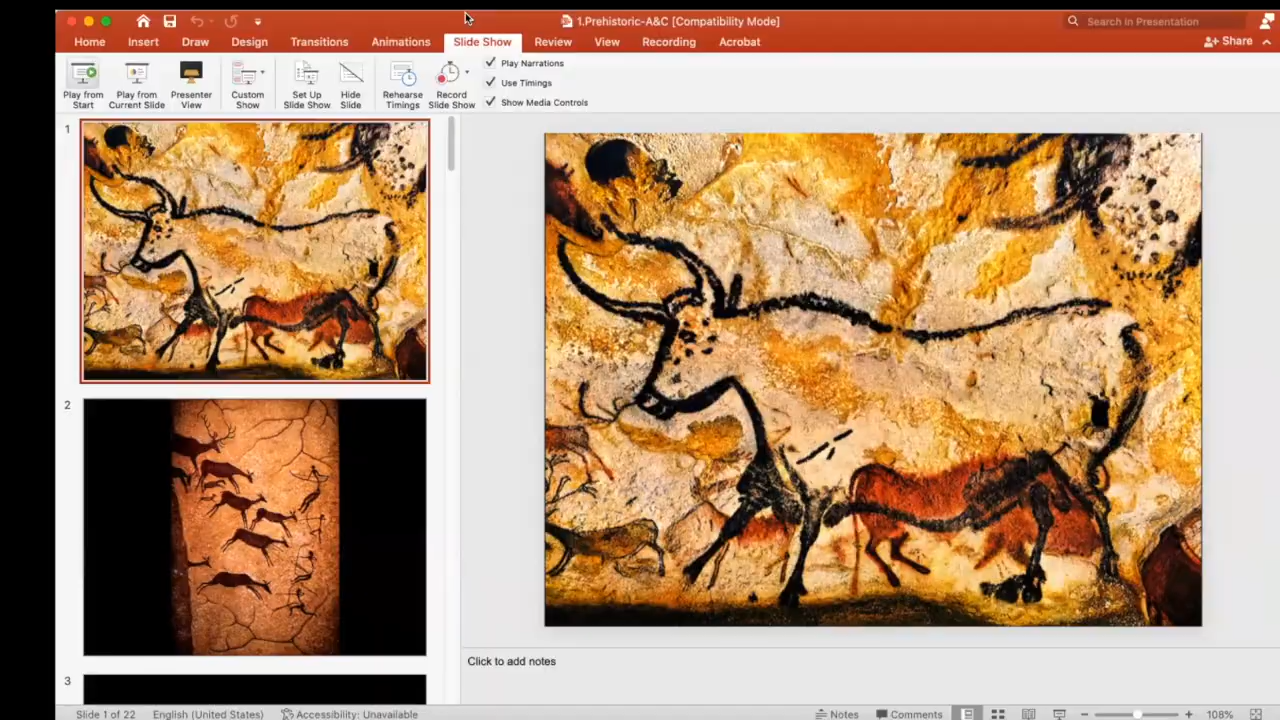 1.Prehistoric-A&C [Compatibility Mode]
Search in Presentation
Home Insert Draw Design Transitions Animations Slide Show Review View Recording Acrobat
Share
Play from Start
Play from Current Slide
Presenter View
Custom Show
Set Up Slide Show
Hide Slide
Rehearse Timings
Record Slide Show
Play Narrations
Use Timings
Show Media Controls
1
2
3
Click to add notes
Slide 1 of 22 English (United States) Accessibility: Unavailable Notes Comments 108%